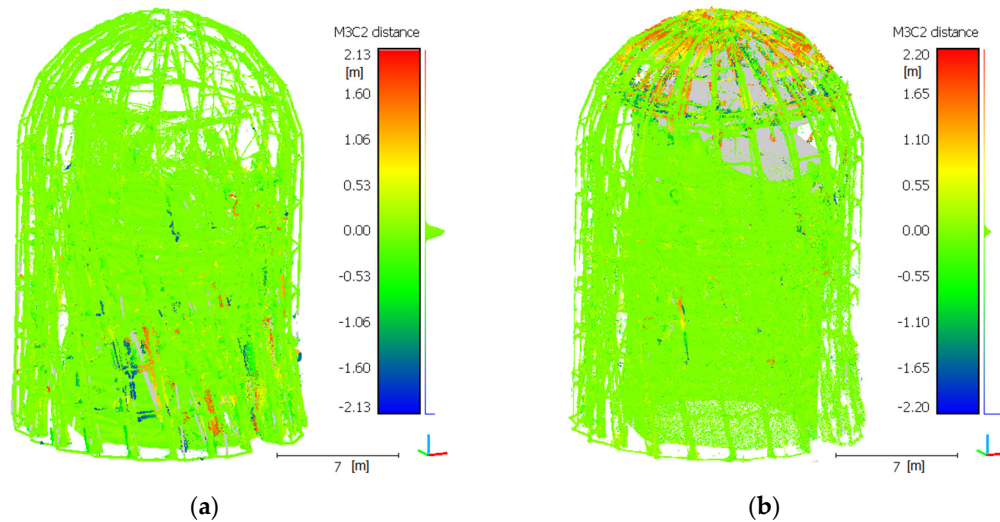 M3C2 distance
2.13
[m]
1.60
1.06
0.53
0.00
-0.53
-1.06
-1.60
-2.13
7 [m]
(a)
M3C2 distance
2.20
[m]
1.65
1.10
0.55
0.00
-0.55
-1.10
-1.65
-2.20
7 [m]
(b)